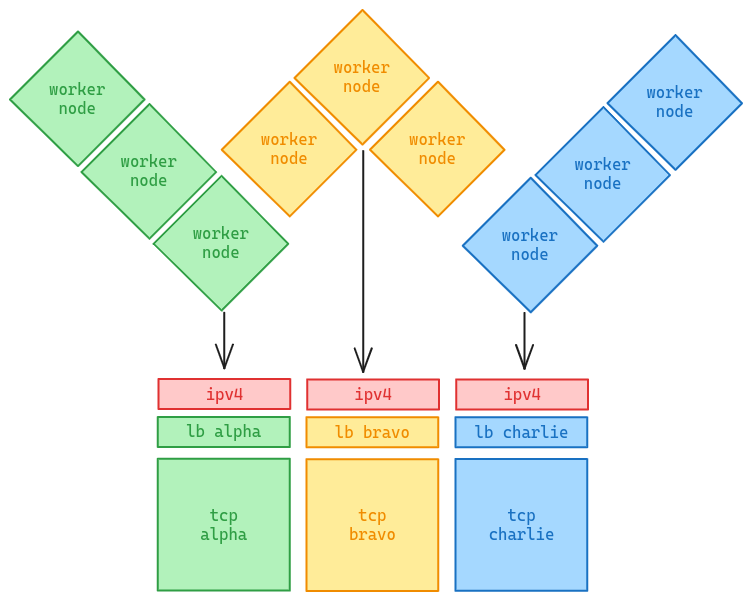 worker
node
worker
node
worker
node
worker
node
worker
node
worker
node
worker
node
worker
node
worker
node
ipv4
ipv4
ipv4
lb alpha
lb bravo
lb charlie
tcp
alpha
tcp
bravo
tcp
charlie